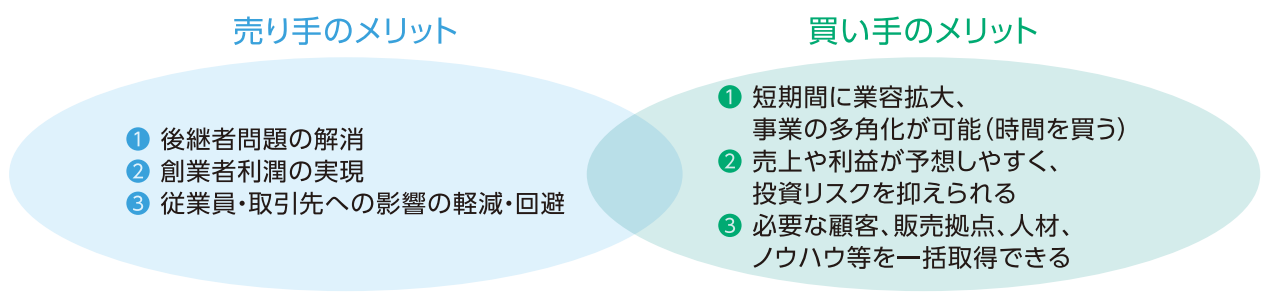 売り手のメリット
❶ 後継者問題の解消
❷ 創業者利潤の実現
❸ 従業員・取引先への影響の軽減・回避
買い手のメリット
❶ 短期間に業容拡大、
事業の多角化が可能（時間を買う）
❷ 売上や利益が予想しやすく、
投資リスクを抑えられる
❸ 必要な顧客、販売拠点、人材、
ノウハウ等を一括取得できる